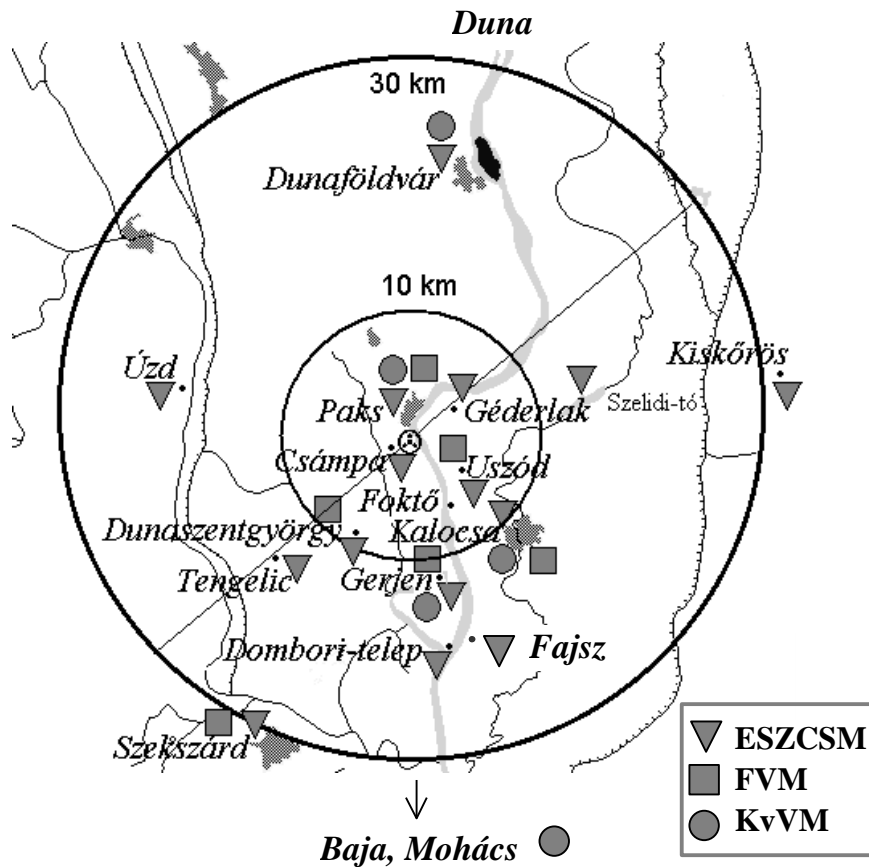 Duna
30 km
Dunaföldvár
10 km
Kiskőrös
Úzd
Szelidi-tó
Paks
Géderlak
Csámpa
Uszód
Foktő
Dunaszentgyörgy
Kalocsa
Tengelic
Gerjen
Dombori-telep
Fajsz
Szekszárd
ESZCSM
FVM
KvVM
Baja, Mohács